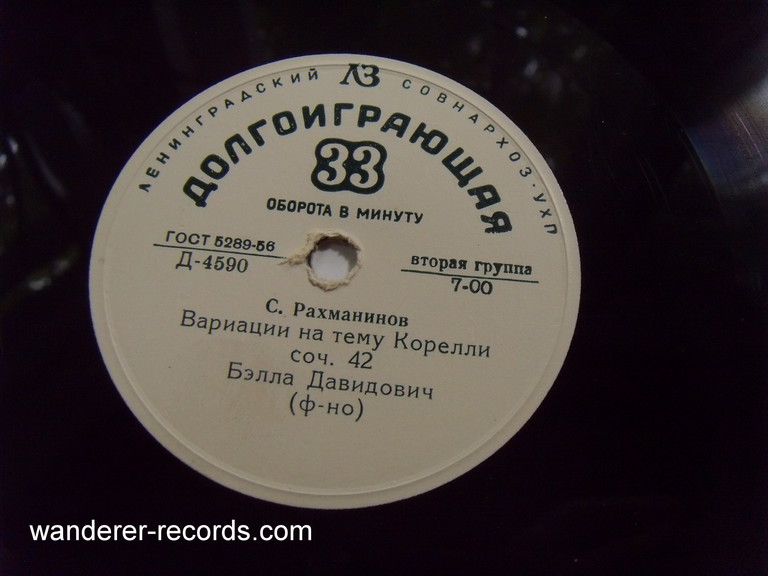 ЛЕНИНГРАДСКИЙ ЛЗ СОВНАРХОЗ·УХП
ДОЛГОИГРАЮЩАЯ
33
ОБОРОТА В МИНУТУ
ГОСТ 5289-56
Д-4590
вторая группа
7-00
С. Рахманинов
Вариации на тему Корелли
соч. 42
Бэлла Давидович
(ф-но)
wanderer-records.com